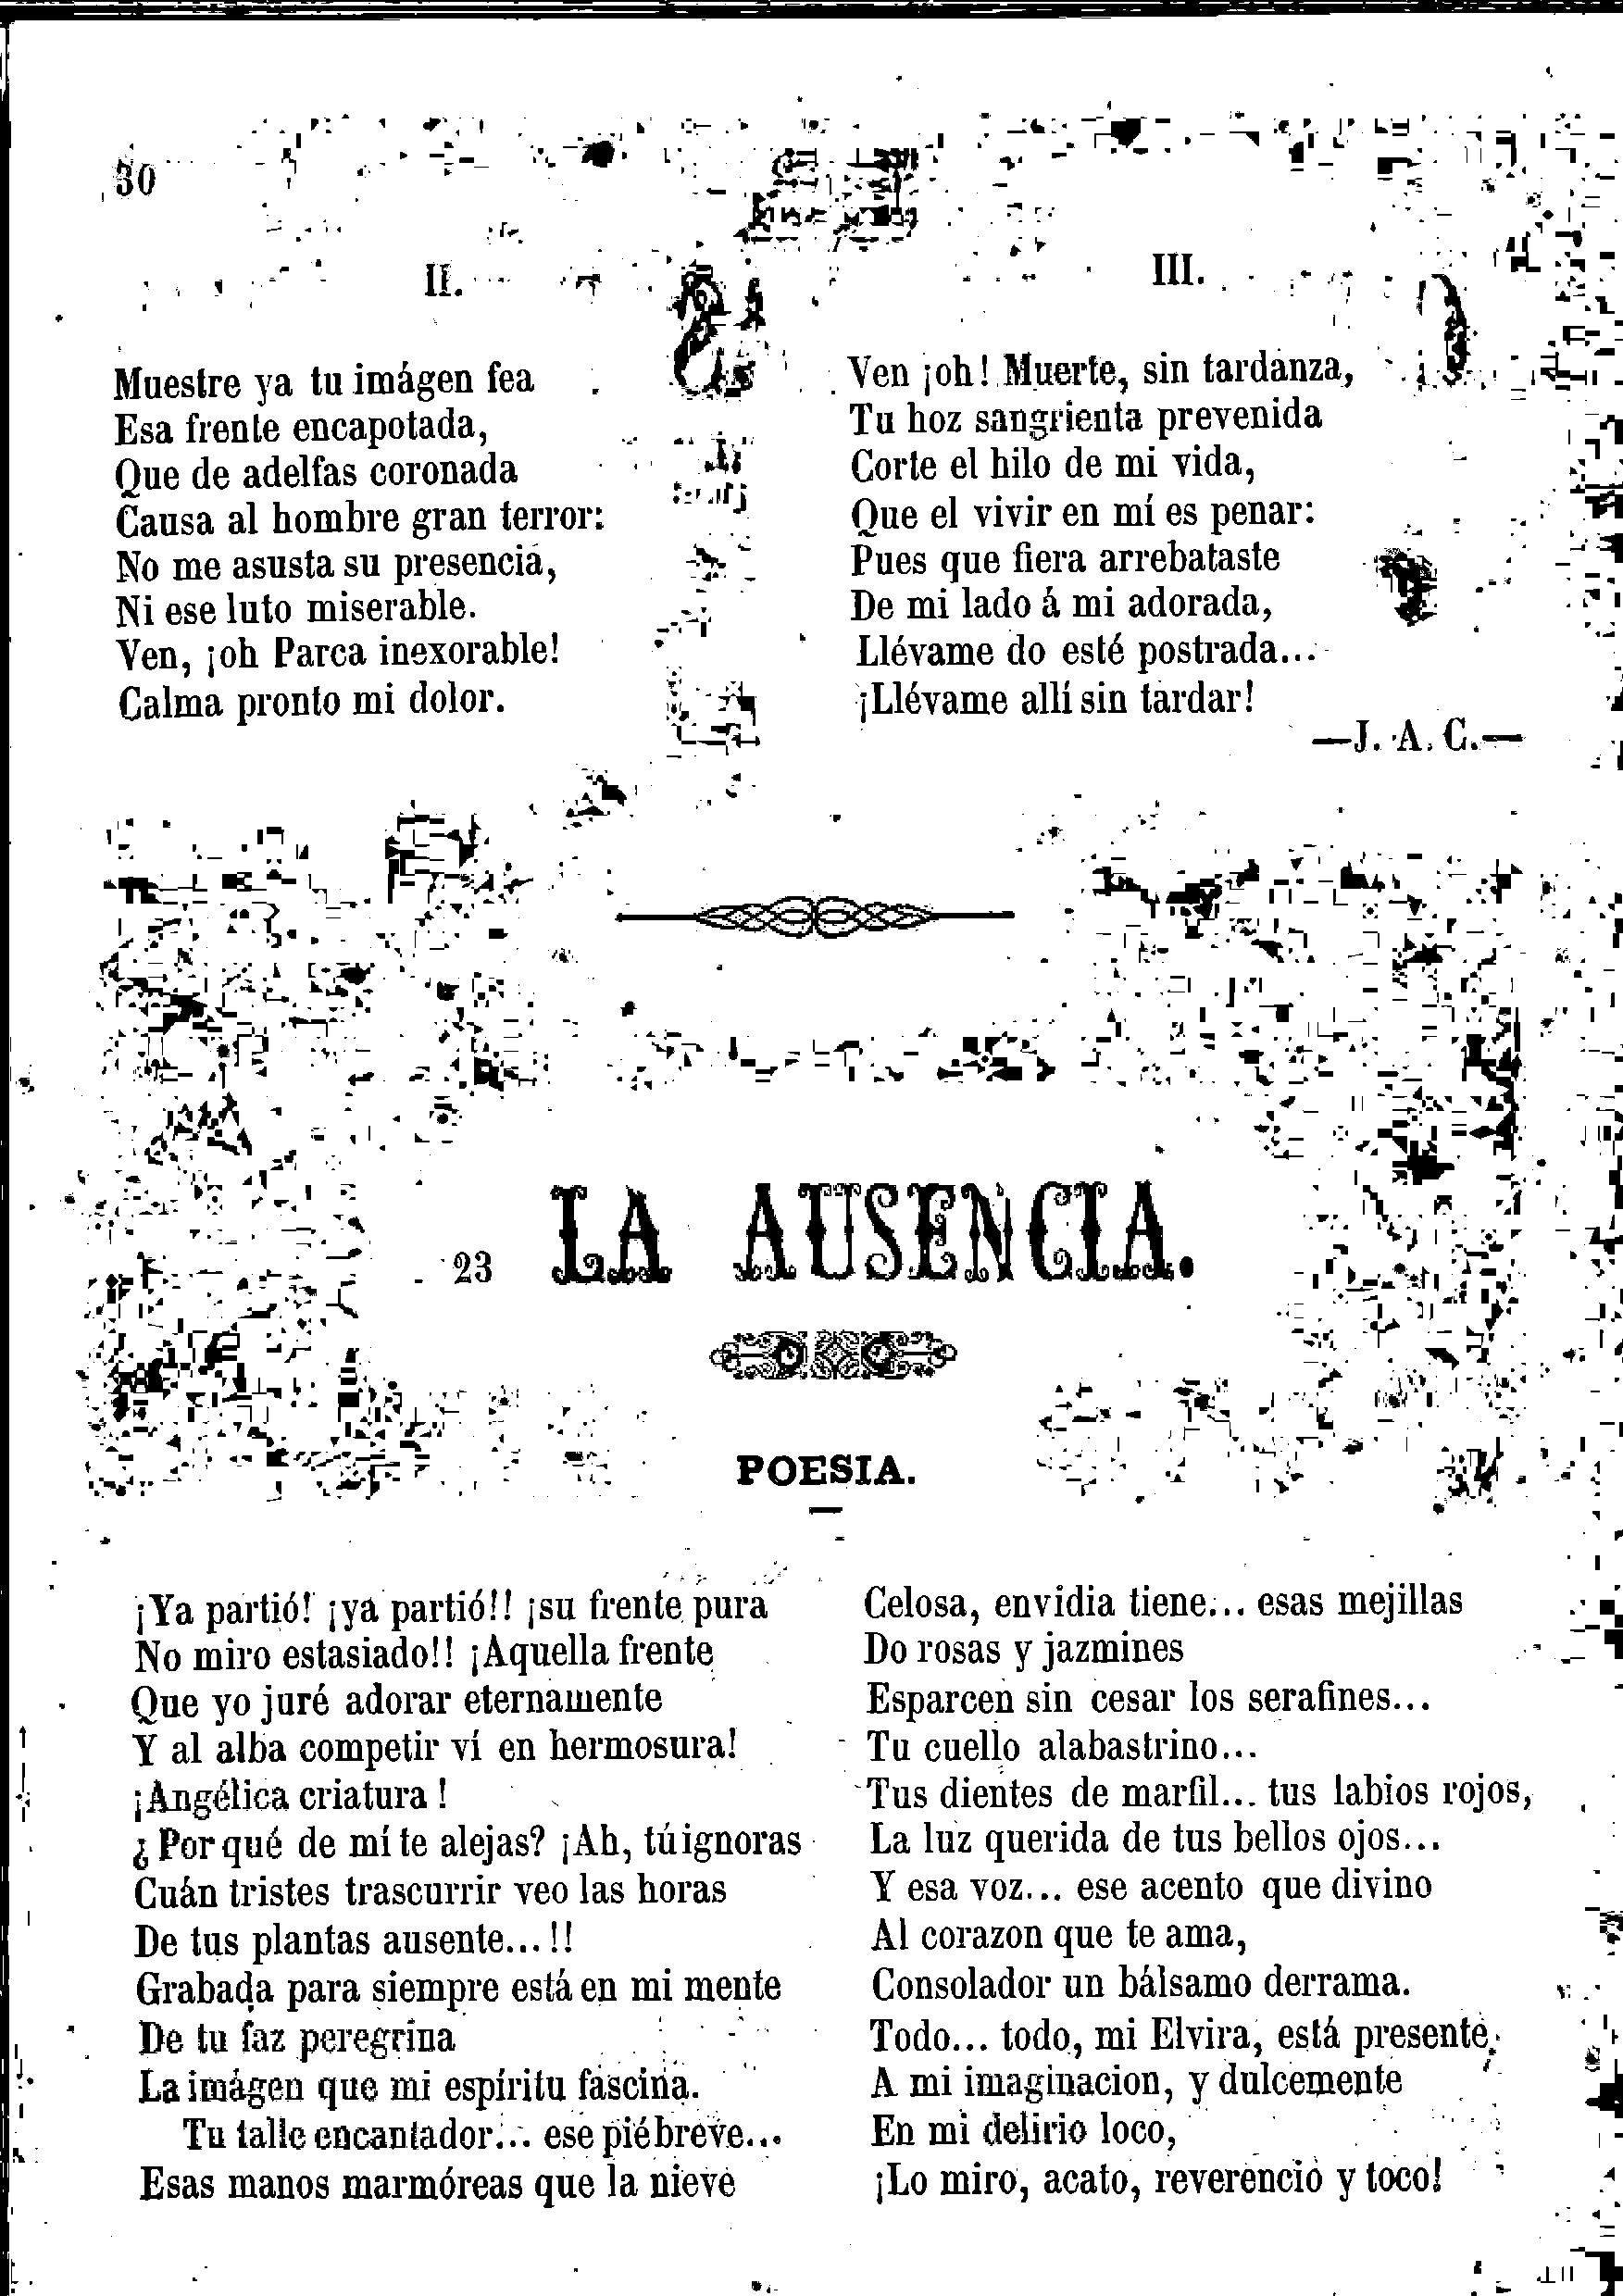 30
II.
Muestre ya tu imágen fea
Esa frente encapotada,
Que de adelfas coronada
Causa al hombre gran terror:
No me asusta su presencia,
Ni ese luto miserable.
Ven, ¡oh Parca inexorable!
Calma pronto mi dolor.
III.
Ven ¡oh! Muerte, sin tardanza,
Tu hoz sangrienta prevenida
Corte el hilo de mi vida,
Que el vivir en mí es penar:
Pues que fiera arrebataste
De mi lado á mi adorada,
Llévame do esté postrada...
¡Llévame allí sin tardar!
—J. A. C.—
23 LA AUSENCIA.
POESIA.
¡Ya partió! ¡ya partió!! ¡su frente pura
No miro estasiado!! ¡Aquella frente
Que yo juré adorar eternamente
Y al alba competir ví en hermosura!
¡Angélica criatura!
¿Por qué de mí te alejas? ¡Ah, tú ignoras
Cuán tristes trascurrir veo las horas
De tus plantas ausente...!!
Grabada para siempre está en mi mente
De tu faz peregrina
La imágen que mi espíritu fascina.
Tu talle encantador... ese pié breve...
Esas manos marmóreas que la nieve
Celosa, envidia tiene... esas mejillas
Do rosas y jazmines
Esparcen sin cesar los serafines...
Tu cuello alabastrino...
Tus dientes de marfil... tus labios rojos,
La luz querida de tus bellos ojos...
Y esa voz... ese acento que divino
Al corazon que te ama,
Consolador un bálsamo derrama.
Todo... todo, mi Elvira, está presente,
A mi imaginacion, y dulcemente
En mi delirio loco,
¡Lo miro, acato, reverencio y toco!